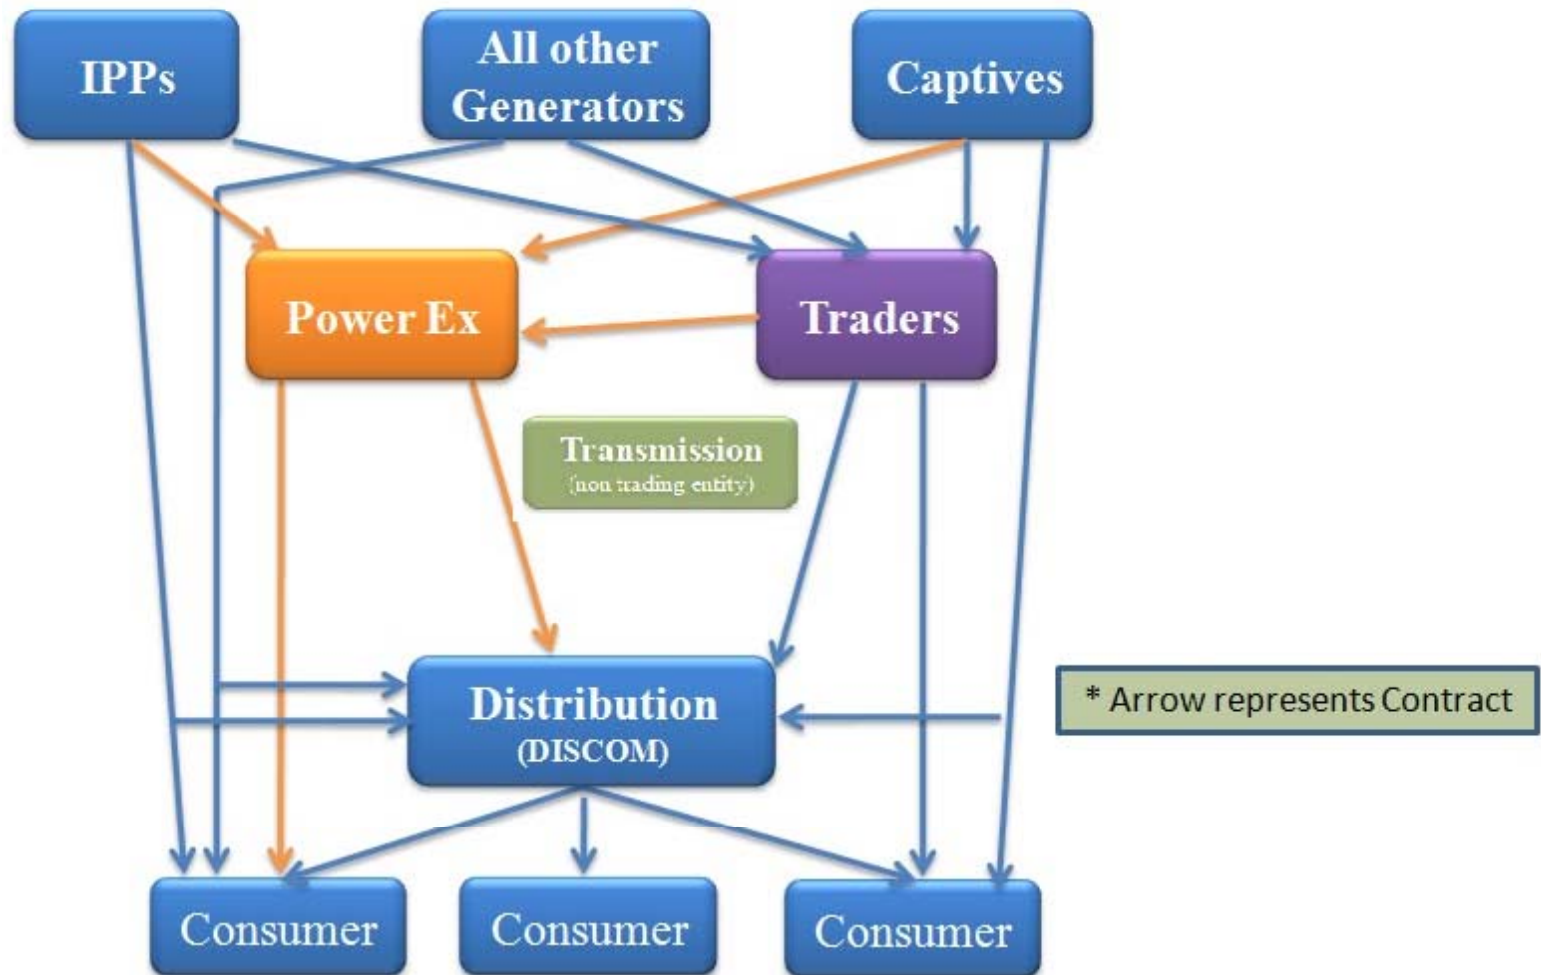 IPPs
All other
Generators
Captives
Power Ex
Traders
Transmission
(non trading entity)
Distribution
(DISCOM)
* Arrow represents Contract
Consumer
Consumer
Consumer